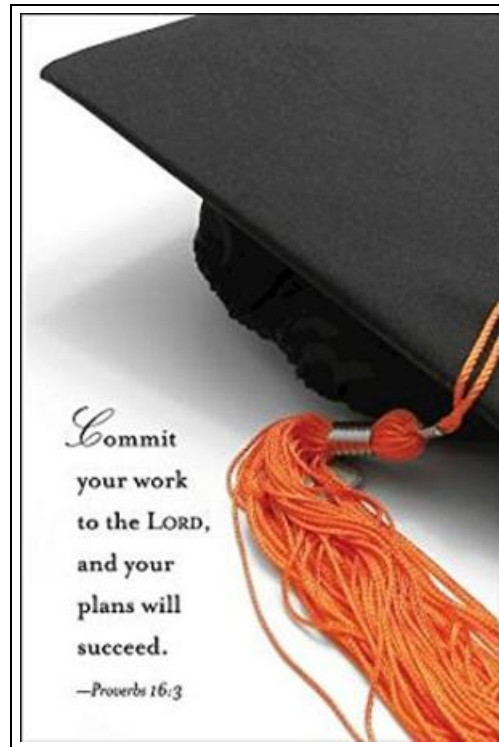 Commit
your work
to the LORD,
and your
plans will
succeed.
—Proverbs 16:3